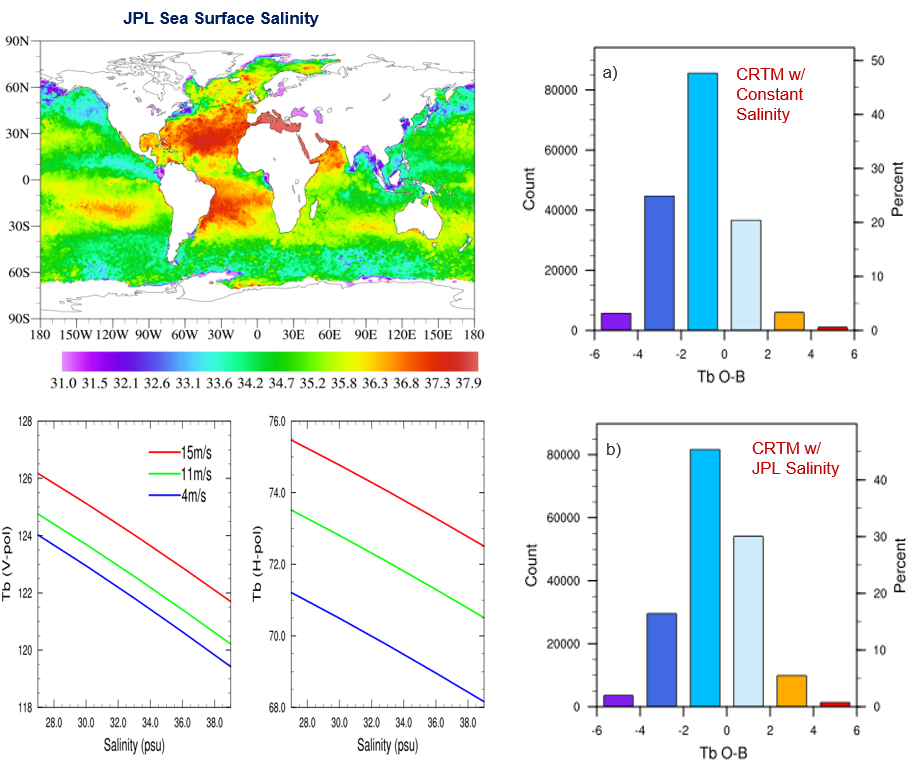 JPL Sea Surface Salinity
90N
60N
30N
0
30S
60S
90S
180 150W 120W 90W 60W 30W 0 30E 60E 90E 120E 150E 180
31.0 31.5 32.1 32.6 33.1 33.6 34.2 34.7 35.2 35.8 36.3 36.8 37.3 37.9
a)
CRTM w/
Constant
Salinity
Count
80000
60000
40000
20000
0
50
40
30
20
10
0
Percent
-6 -4 -2 0 2 4 6
Tb O-B
Tb (V-pol)
128
126
124
122
120
118
15m/s
11m/s
4m/s
28.0 30.0 32.0 34.0 36.0 38.0
Salinity (psu)
Tb (H-pol)
76.0
74.0
72.0
70.0
68.0
28.0 30.0 32.0 34.0 36.0 38.0
Salinity (psu)
b)
CRTM w/
JPL Salinity
Count
80000
60000
40000
20000
0
40
30
20
10
0
Percent
-6 -4 -2 0 2 4 6
Tb O-B